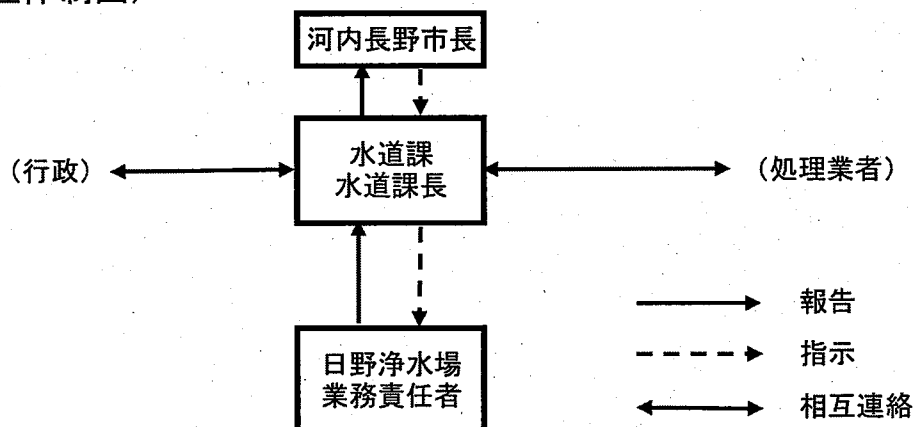 河内長野市長
水道課
水道課長
(行政)
(処理業者)
日野浄水場
業務責任者
報告
指示
相互連絡